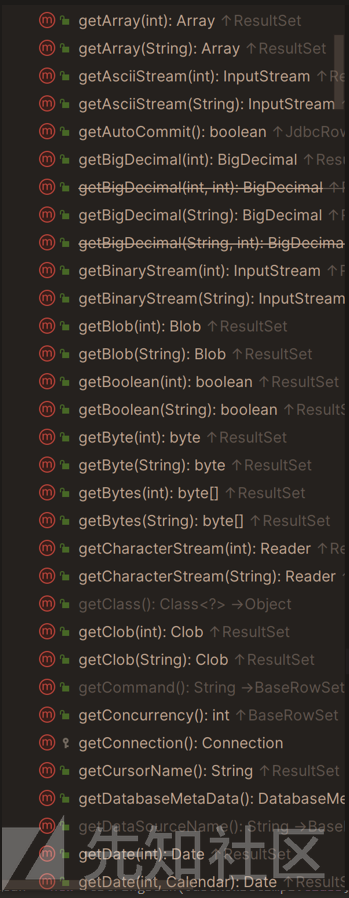 getArray(int): Array ↑ResultSet
getArray(String): Array ↑ResultSet
getAsciiStream(int): InputStream ↑Re
getAsciiStream(String): InputStream
getAutoCommit(): boolean ↑JdbcRow
getBigDecimal(int): BigDecimal ↑Resu
getBigDecimal(int, int): BigDecimal ↑
getBigDecimal(String): BigDecimal ↑
getBigDecimal(String, int): BigDecima
getBinaryStream(int): InputStream ↑
getBinaryStream(String): InputStream
getBlob(int): Blob ↑ResultSet
getBlob(String): Blob ↑ResultSet
getBoolean(int): boolean ↑ResultSet
getBoolean(String): boolean ↑ResultS
getByte(int): byte ↑ResultSet
getByte(String): byte ↑ResultSet
getBytes(int): byte[] ↑ResultSet
getBytes(String): byte[] ↑ResultSet
getCharacterStream(int): Reader ↑Re
getCharacterStream(String): Reader
getClass(): Class<?> →Object
getClob(int): Clob ↑ResultSet
getClob(String): Clob ↑ResultSet
getCommand(): String →BaseRowSet
getConcurrency(): int ↑BaseRowSet
getConnection(): Connection
getCursorName(): String ↑ResultSet
getDatabaseMetaData(): DatabaseMe
getDataSourceName(): String →Base
getDate(int): Date ↑ResultSet
getDate(int, Calendar): Date ↑ResultS
先知社区